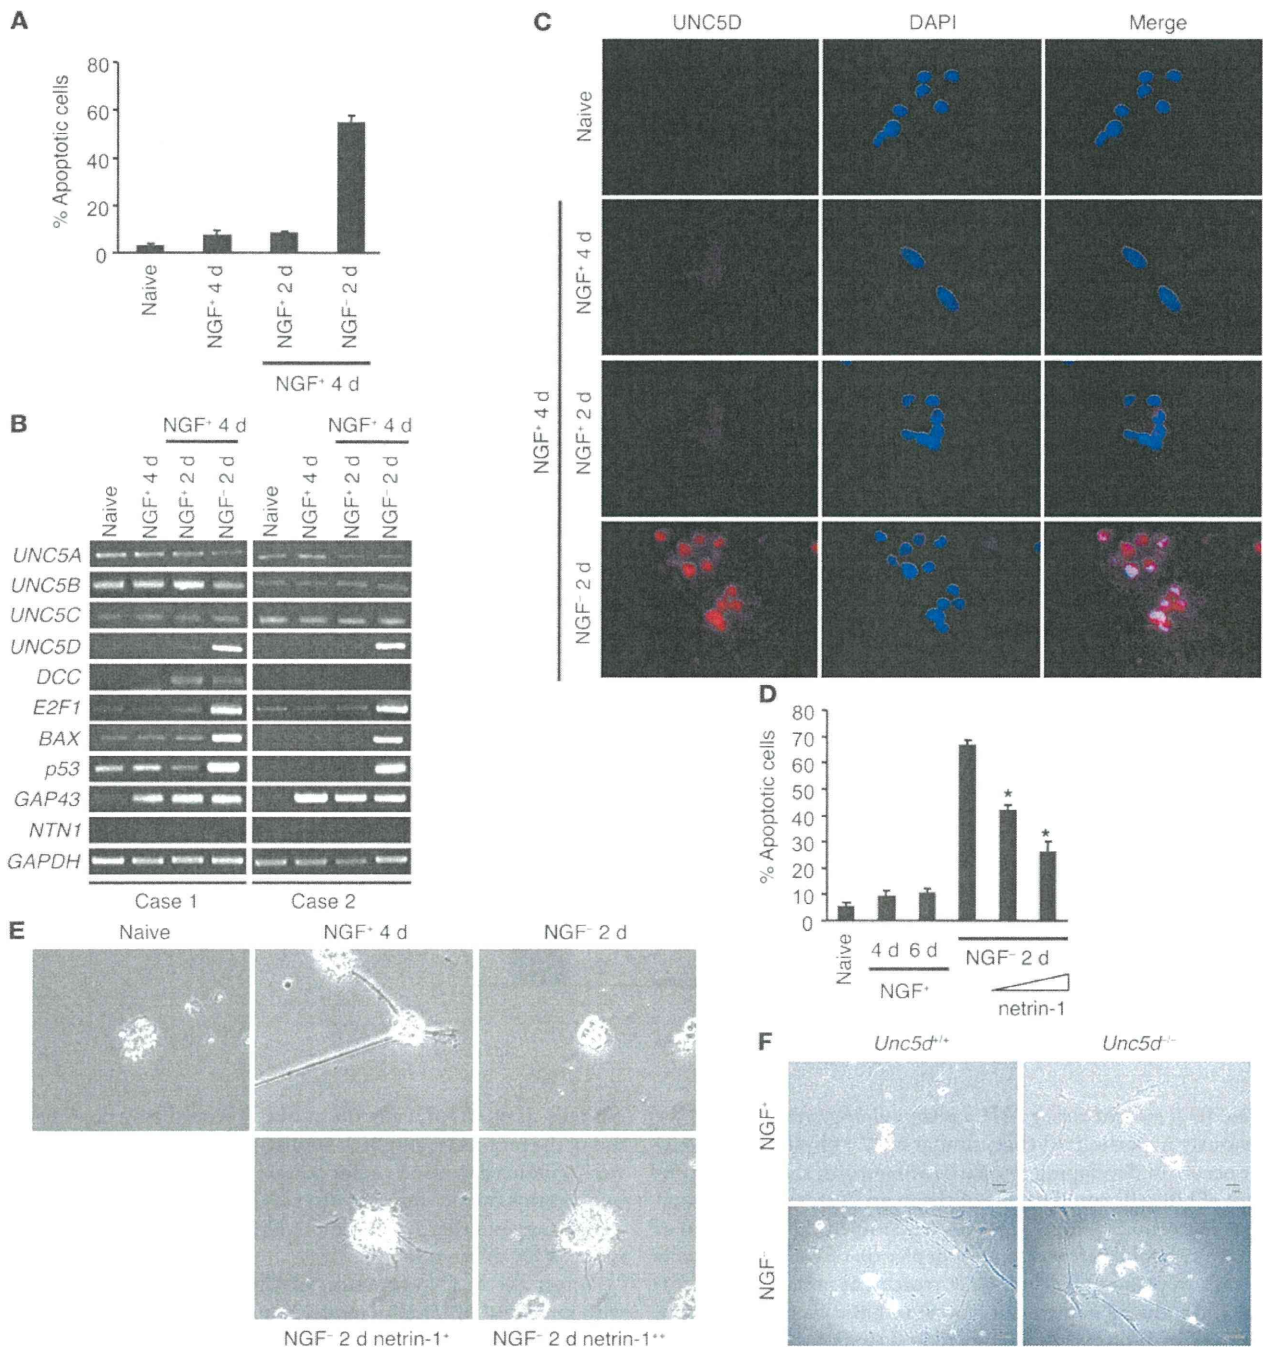 A
% Apoptotic cells
80
60
40
20
0
Naive
NGF⁺ 4 d
NGF⁺ 2 d
NGF⁻ 2 d
NGF⁺ 4 d
B
NGF⁺ 4 d
NGF⁺ 4 d
Naive
NGF⁺ 4 d
NGF⁺ 2 d
NGF⁻ 2 d
Naive
NGF⁺ 4 d
NGF⁺ 2 d
NGF⁻ 2 d
UNC5A
UNC5B
UNC5C
UNC5D
DCC
E2F1
BAX
p53
GAP43
NTN1
GAPDH
Case 1
Case 2
C
UNC5D
DAPI
Merge
Naive
NGF⁺ 4 d
NGF⁺ 4 d
NGF⁺ 2 d
NGF⁻ 2 d
D
% Apoptotic cells
80
70
60
50
40
30
20
10
0
*
*
Naive
4 d 6 d
NGF⁺
NGF⁻ 2 d
netrin-1
E
Naive
NGF⁺ 4 d
NGF⁻ 2 d
NGF⁻ 2 d netrin-1⁺
NGF⁻ 2 d netrin-1⁺⁺
F
Unc5d⁺/⁺
Unc5d⁻/⁻
NGF⁺
NGF⁻